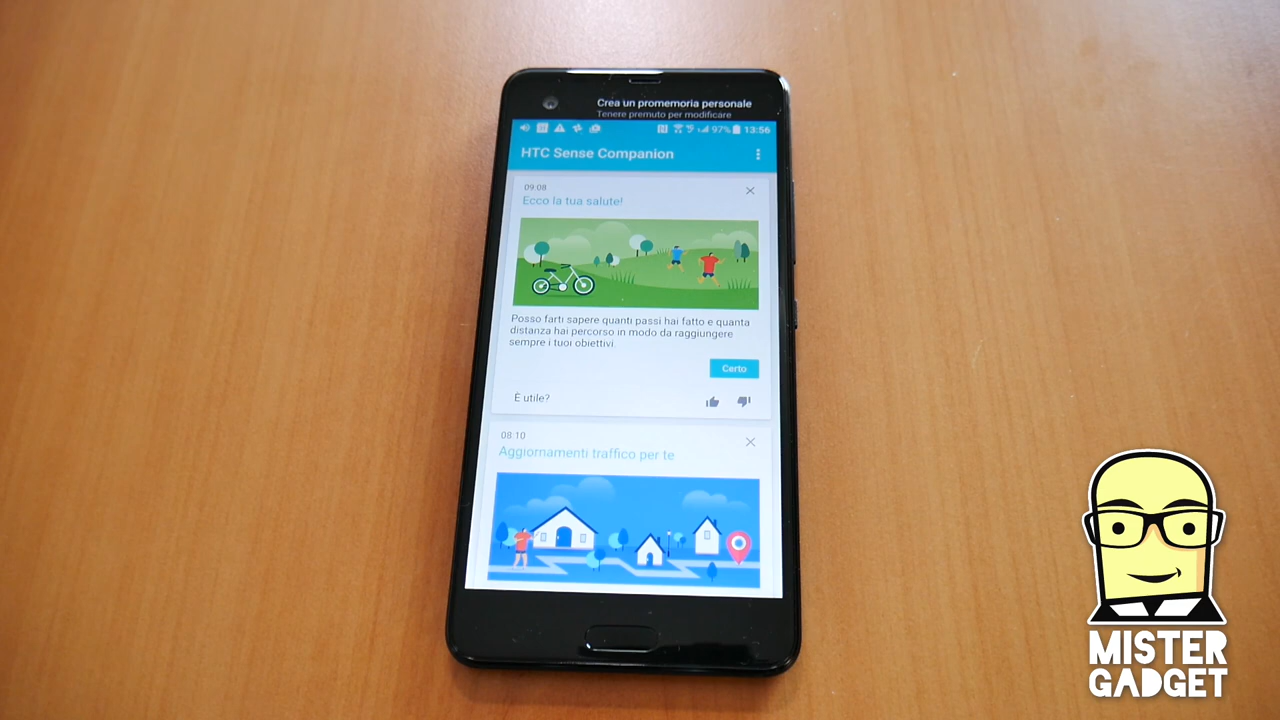 Crea un promemoria personale
Tenere premuto per modificare
97% 13:56
HTC Sense Companion
09:08
Ecco la tua salute!
Posso farti sapere quanti passi hai fatto e quanta
distanza hai percorso in modo da raggiungere
sempre i tuoi obiettivi.
Certo
È utile?
08:10
Aggiornamenti traffico per te
MISTER
GADGET